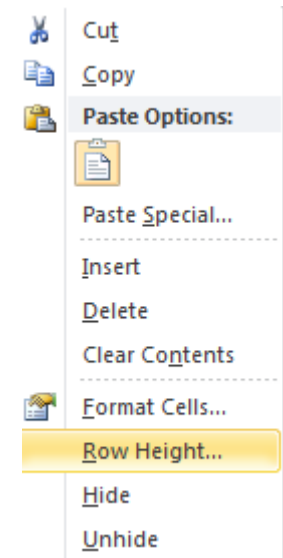 Cut
Copy
Paste Options:
Paste Special...
Insert
Delete
Clear Contents
Format Cells...
Row Height...
Hide
Unhide